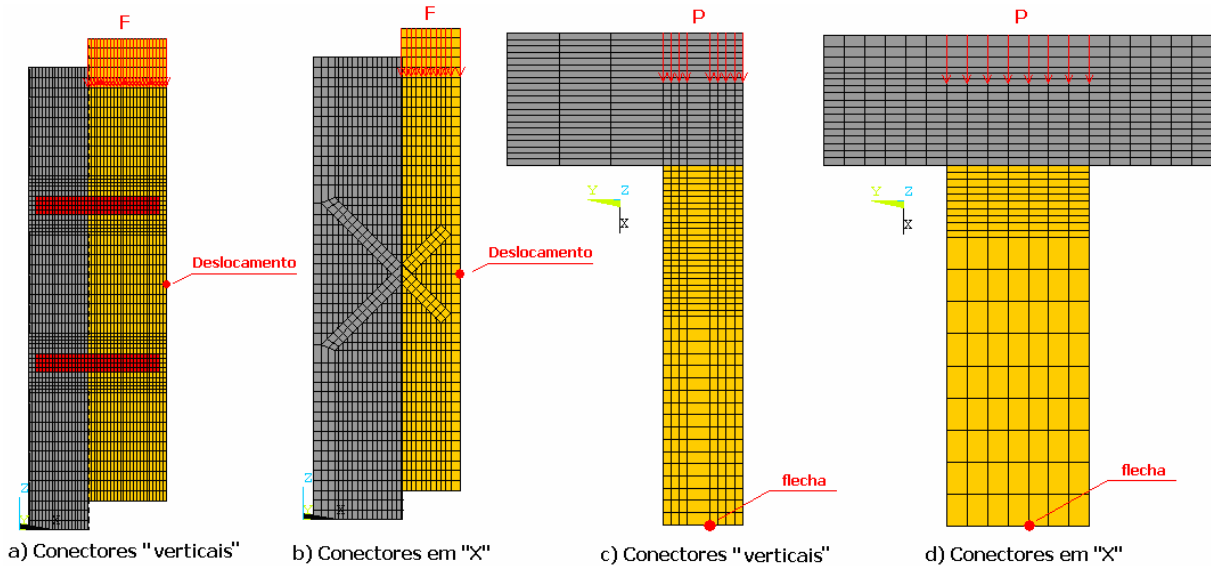 F
F
P
P
Y
Z
X
Y
Z
X
Deslocamento
Deslocamento
flecha
flecha
Z
Y
X
Z
Y
X
a) Conectores "verticais"
b) Conectores em "X"
c) Conectores "verticais"
d) Conectores em "X"